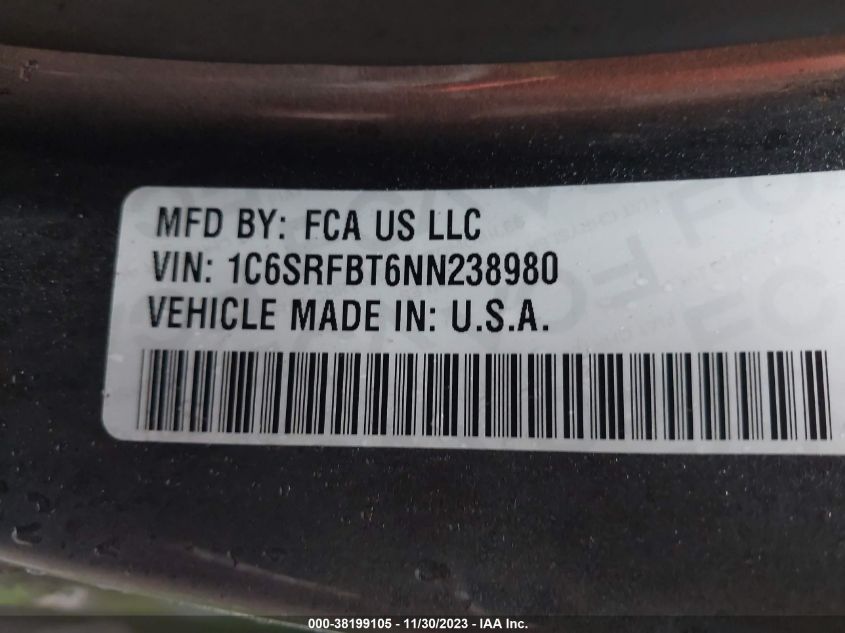 MFD BY: FCA US LLC
VIN: 1C6SRFBT6NN238980
VEHICLE MADE IN: U.S.A.
000-38199105 - 11/30/2023 - IAA Inc.